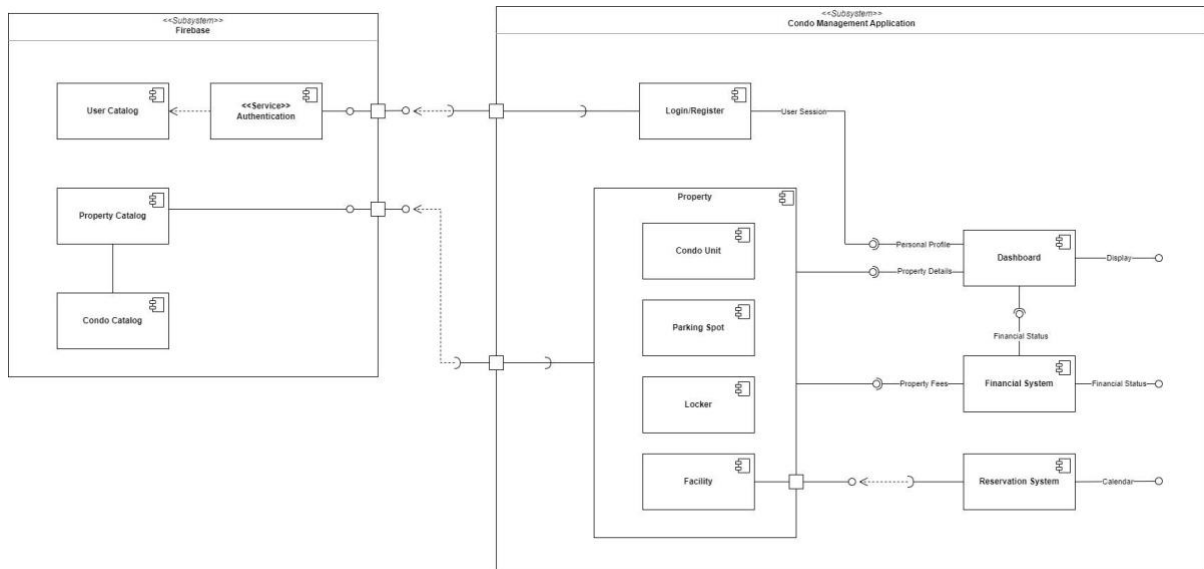 <<Subsystem>>
Firebase
User Catalog
<<Service>>
Authentication
Property Catalog
Condo Catalog
<<Subsystem>>
Condo Management Application
Login/Register
User Session
Property
Condo Unit
Parking Spot
Locker
Facility
Personal Profile
Property Details
Dashboard
Display
Financial Status
Property Fees
Financial System
Financial Status
Reservation System
Calendar